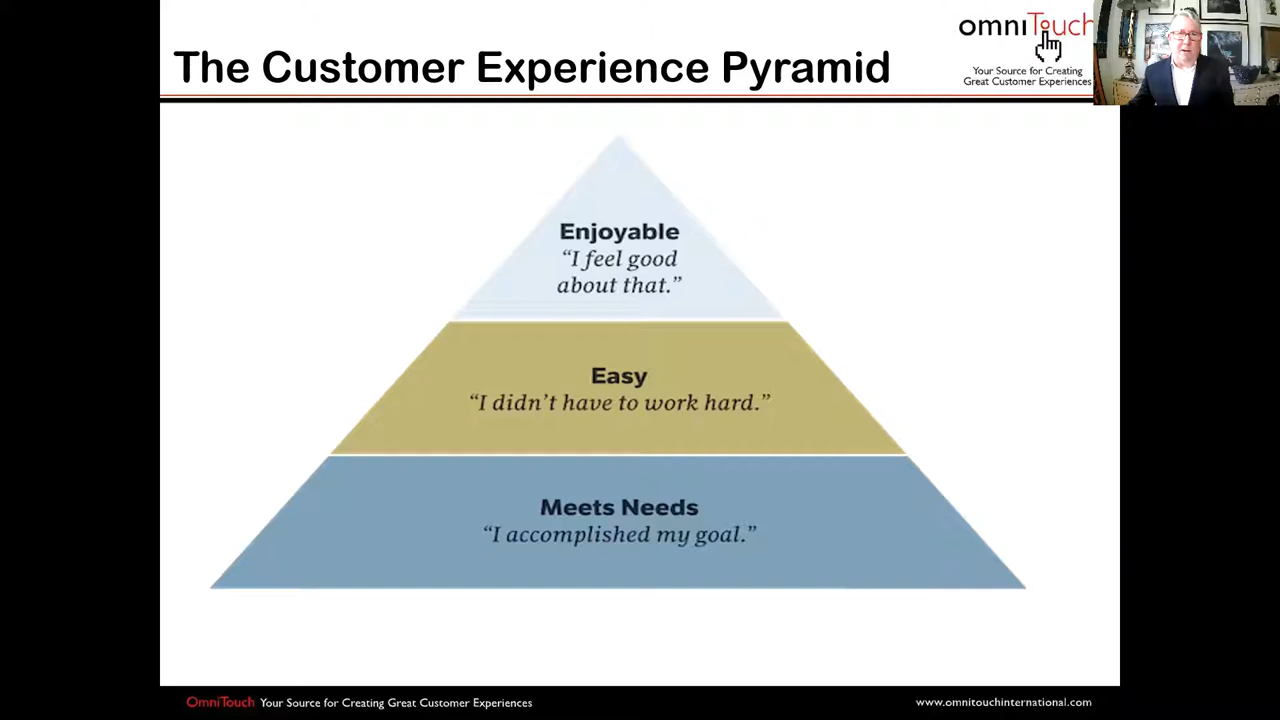 The Customer Experience Pyramid
omniTouch
Your Source for Creating
Great Customer Experiences
Enjoyable
“I feel good
about that.”
Easy
“I didn’t have to work hard.”
Meets Needs
“I accomplished my goal.”
OmniTouch Your Source for Creating Great Customer Experiences
www.omnitouchinternational.com